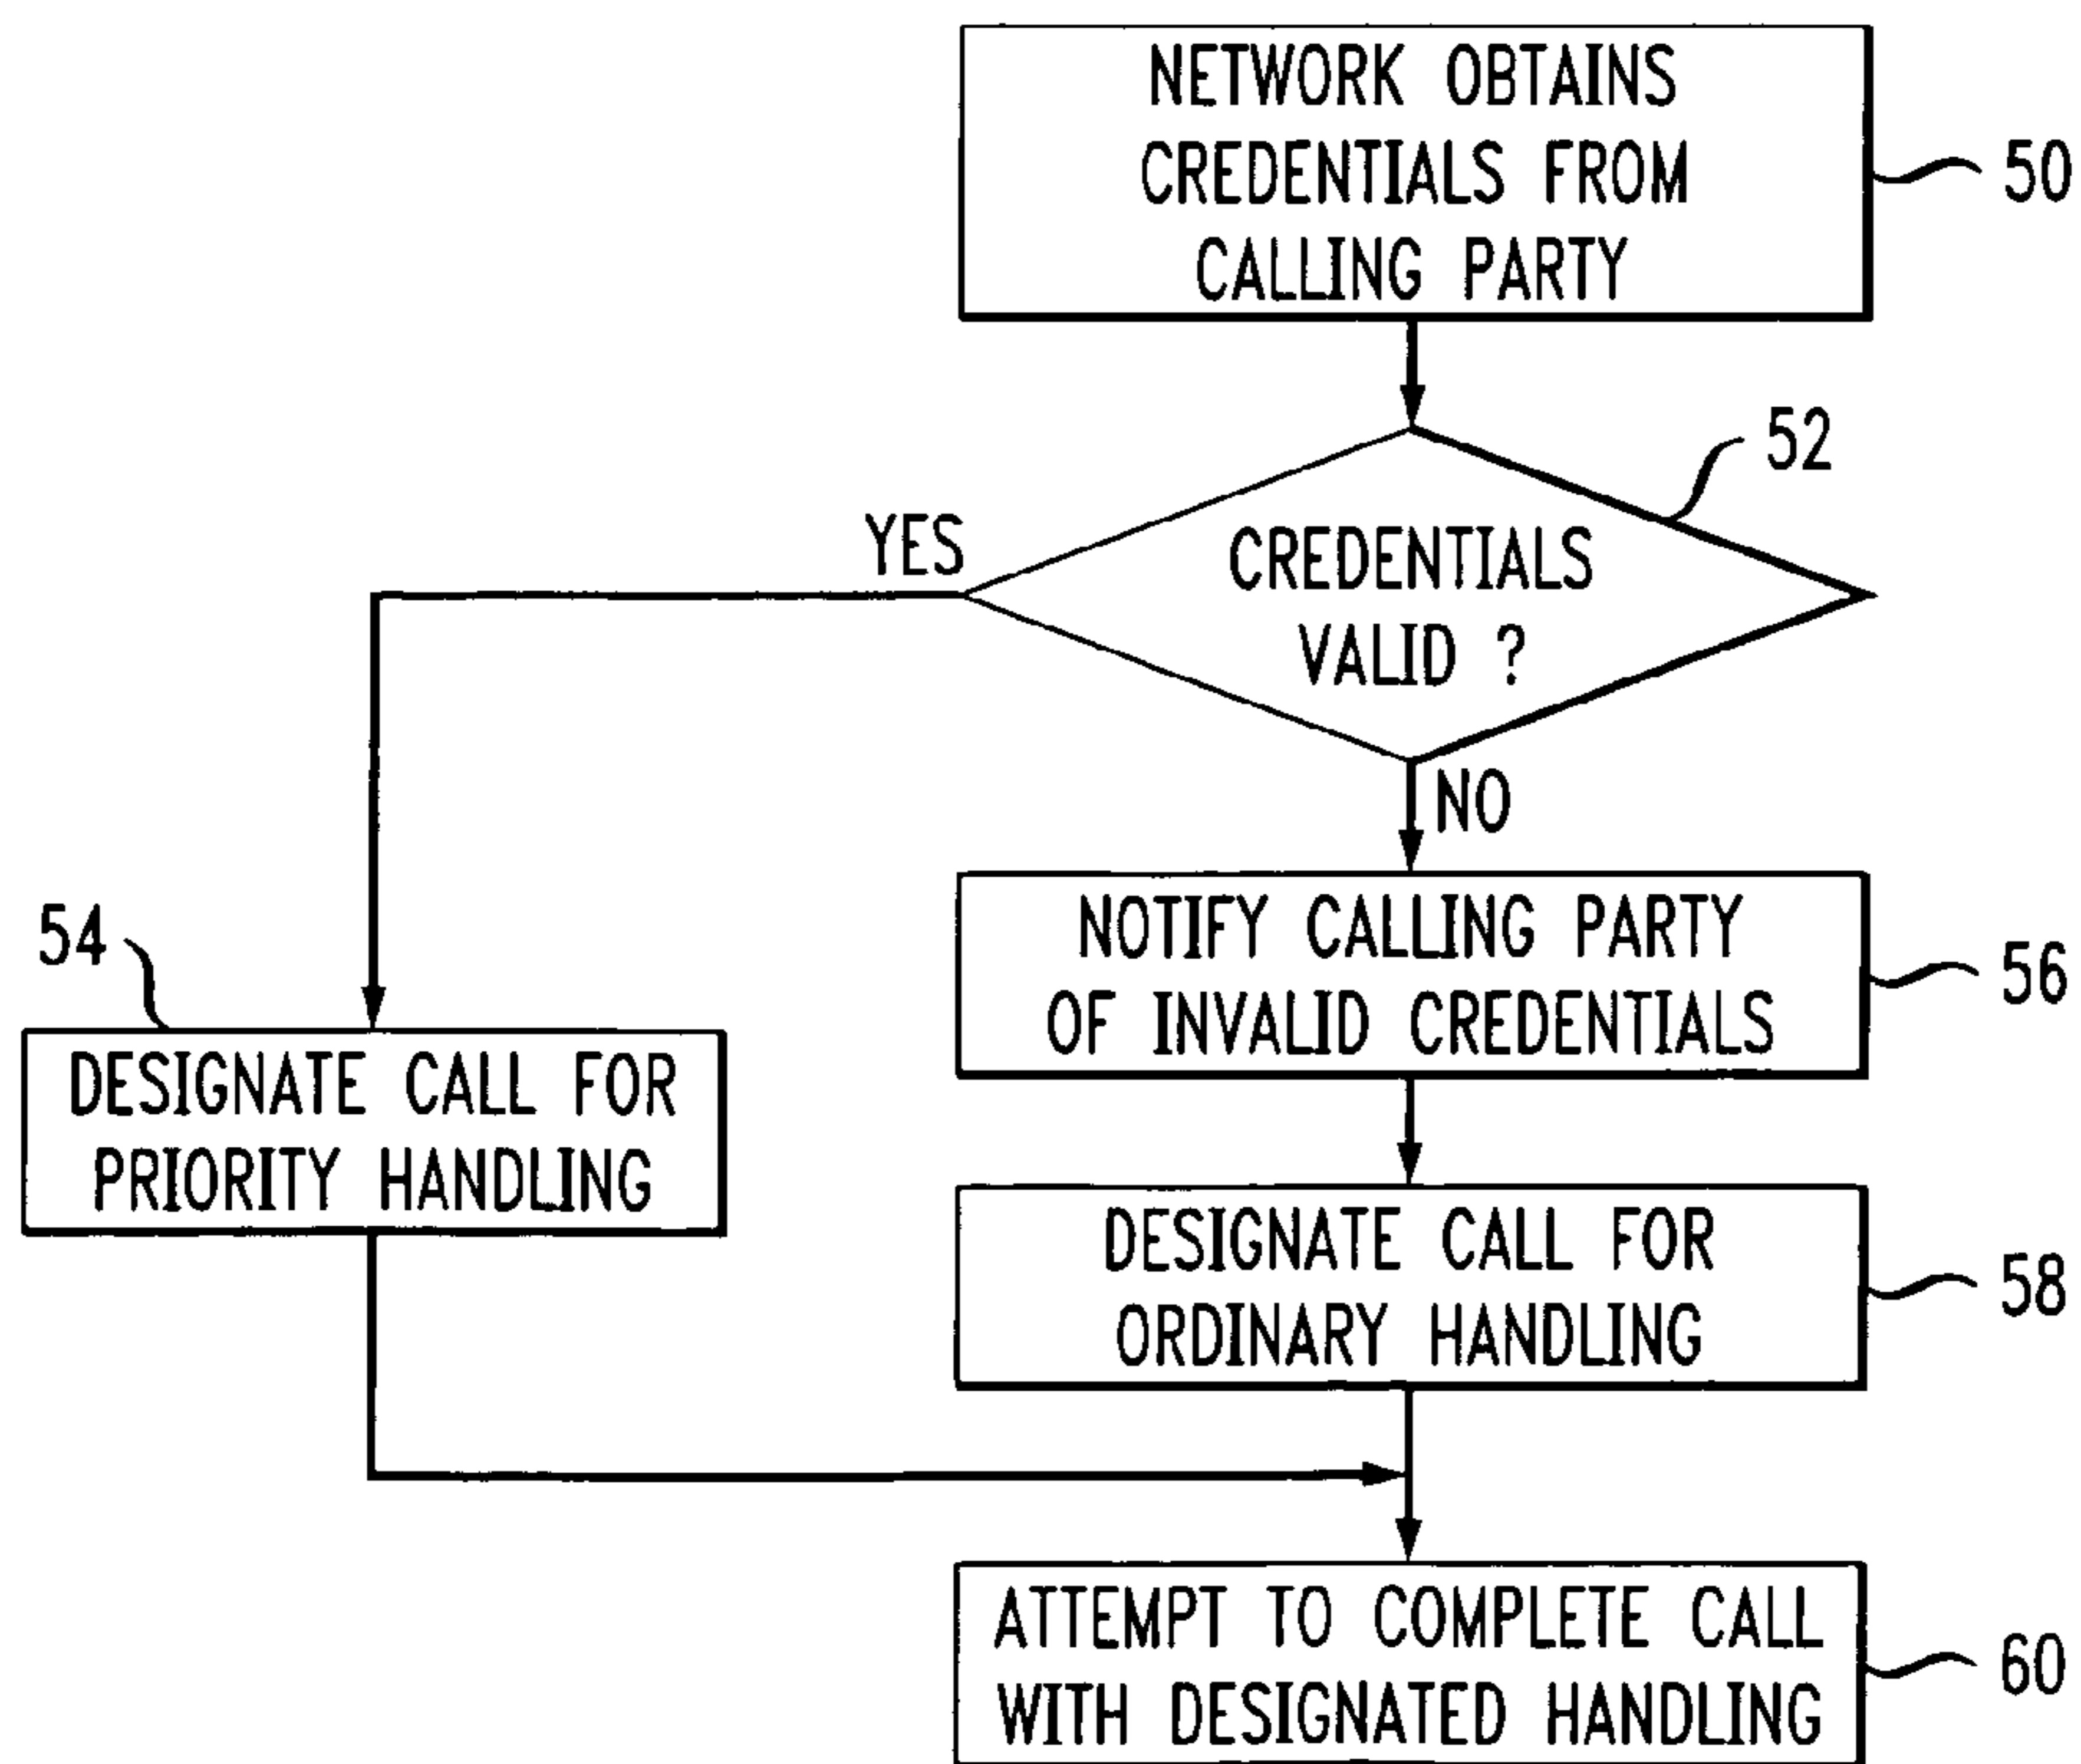 NETWORK OBTAINS
CREDENTIALS FROM
CALLING PARTY
50
52
YES
CREDENTIALS
VALID ?
NO
54
DESIGNATE CALL FOR
PRIORITY HANDLING
NOTIFY CALLING PARTY
OF INVALID CREDENTIALS
56
DESIGNATE CALL FOR
ORDINARY HANDLING
58
ATTEMPT TO COMPLETE CALL
WITH DESIGNATED HANDLING
60